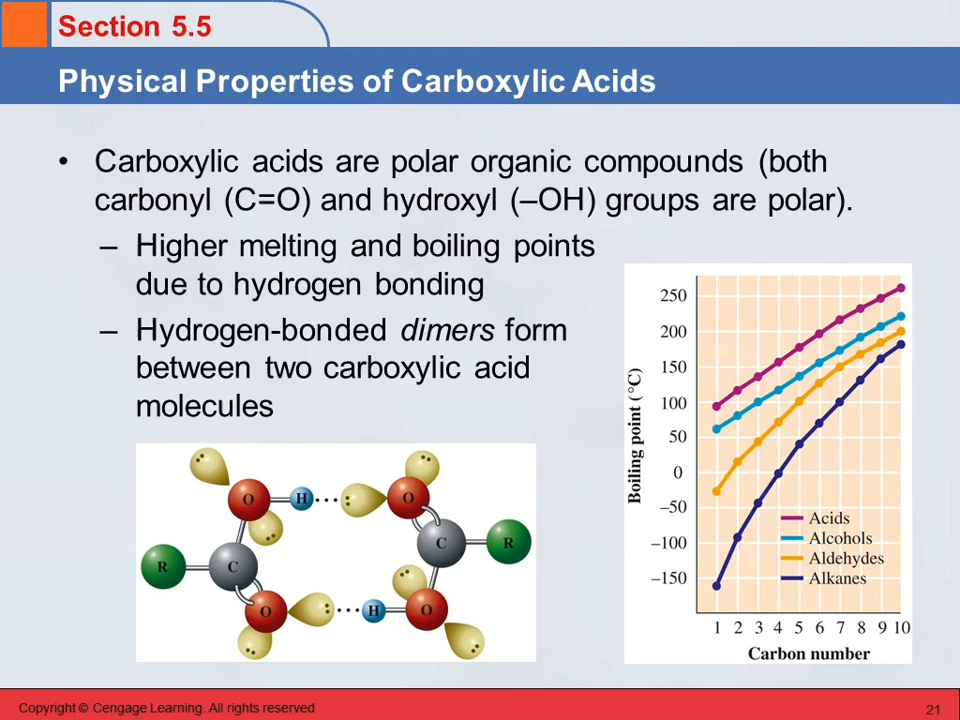 Section 5.5
Physical Properties of Carboxylic Acids
• Carboxylic acids are polar organic compounds (both
carbonyl (C=O) and hydroxyl (–OH) groups are polar).
– Higher melting and boiling points
due to hydrogen bonding
– Hydrogen-bonded dimers form
between two carboxylic acid
molecules
O H O
R C C R
O H O
Boiling point (°C)
250
200
150
100
50
0
–50
–100
–150
Acids
Alcohols
Aldehydes
Alkanes
1 2 3 4 5 6 7 8 9 10
Carbon number
Copyright © Cengage Learning. All rights reserved
21